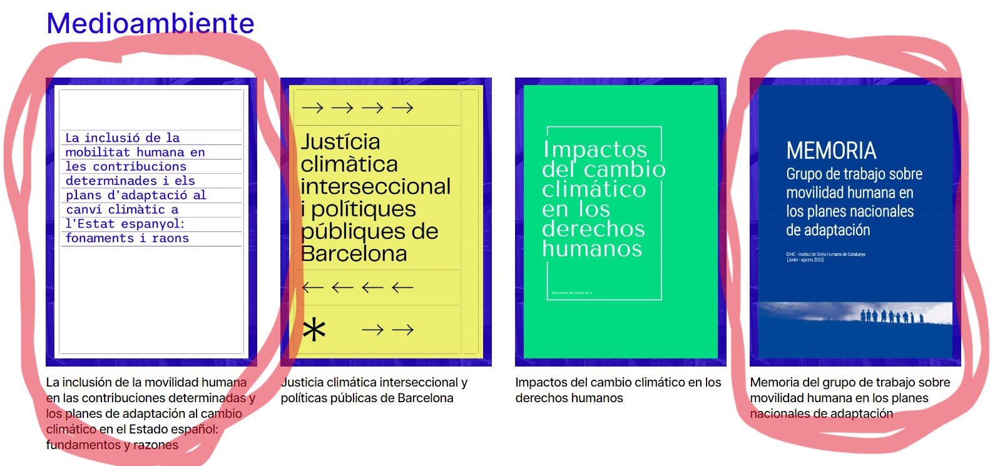 Medioambiente
La inclusió de la
mobilitat humana en
les contribucions
determinades i els
plans d'adaptació al
canvi climàtic a
l'Estat espanyol:
fonaments i raons
La inclusión de la movilidad humana
en las contribuciones determinadas y
los planes de adaptación al cambio
climático en el Estado español:
fundamentos y razones
→ → → →
Justícia
climàtica
interseccional
i polítiques
públiques de
Barcelona
← ← ← ←
* → →
Justicia climática interseccional y
políticas públicas de Barcelona
Impactos
del cambio
climático
en los
derechos
humanos
Documento de trabajo no. 2
Impactos del cambio climático en los
derechos humanos
MEMORIA
Grupo de trabajo sobre
movilidad humana en
los planes nacionales
de adaptación
IDHC - Institut de Drets Humans de Catalunya
[Junio - agosto 2023]
Memoria del grupo de trabajo sobre
movilidad humana en los planes
nacionales de adaptación